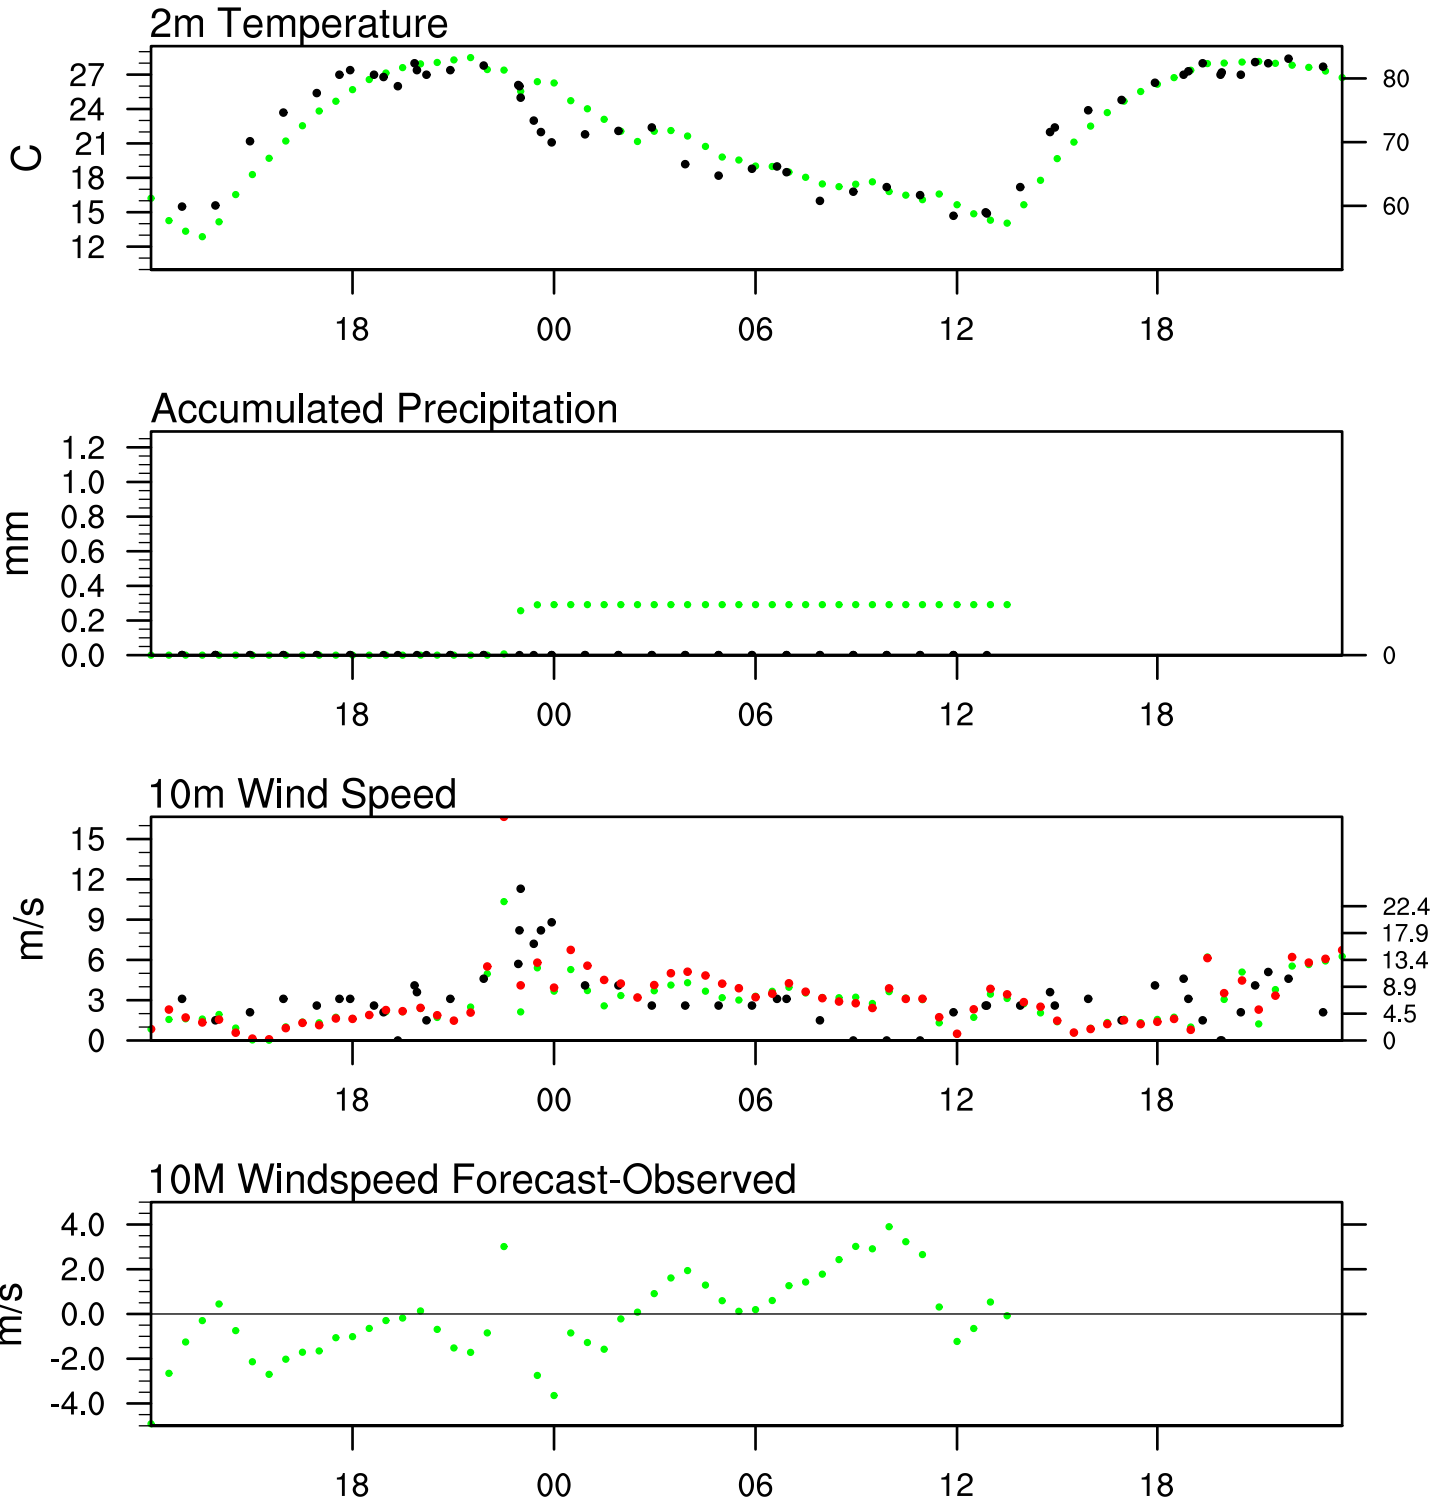 2m Temperature
27
24
21
18
15
12
C
80
70
60
18 00 06 12 18
Accumulated Precipitation
1.2
1.0
0.8
0.6
0.4
0.2
0.0
mm
0
18 00 06 12 18
10m Wind Speed
15
12
9
6
3
0
m/s
22.4
17.9
13.4
8.9
4.5
0
18 00 06 12 18
10M Windspeed Forecast-Observed
4.0
2.0
0.0
-2.0
-4.0
m/s
18 00 06 12 18